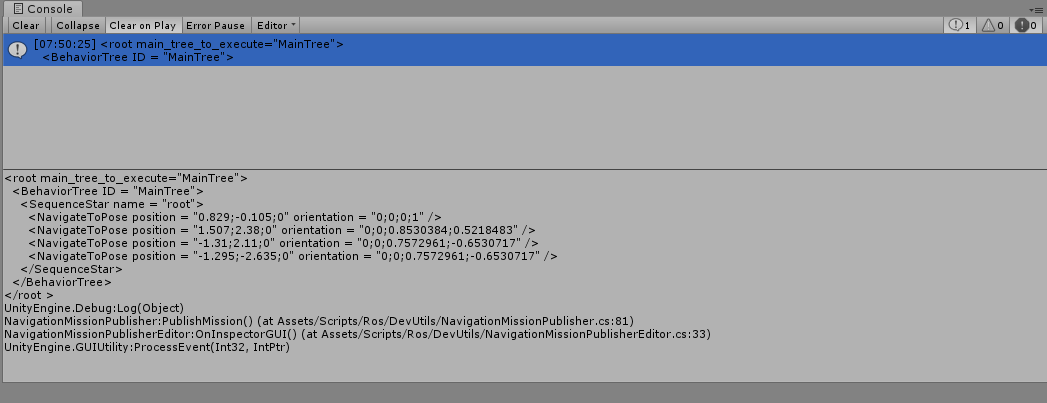 Console
Clear Collapse Clear on Play Error Pause Editor 1 0 0
[07:50:25] <root main_tree_to_execute="MainTree">
<BehaviorTree ID = "MainTree">
<root main_tree_to_execute="MainTree">
<BehaviorTree ID = "MainTree">
<SequenceStar name = "root">
<NavigateToPose position = "0.829;-0.105;0" orientation = "0;0;0;1" />
<NavigateToPose position = "1.507;2.38;0" orientation = "0;0;0.8530384;0.5218483" />
<NavigateToPose position = "-1.31;2.11;0" orientation = "0;0;0.7572961;-0.6530717" />
<NavigateToPose position = "-1.295;-2.635;0" orientation = "0;0;0.7572961;-0.6530717" />
</SequenceStar>
</BehaviorTree>
</root >
UnityEngine.Debug:Log(Object)
NavigationMissionPublisher:PublishMission() (at Assets/Scripts/Ros/DevUtils/NavigationMissionPublisher.cs:81)
NavigationMissionPublisherEditor:OnInspectorGUI() (at Assets/Scripts/Ros/DevUtils/NavigationMissionPublisherEditor.cs:33)
UnityEngine.GUIUtility:ProcessEvent(Int32, IntPtr)